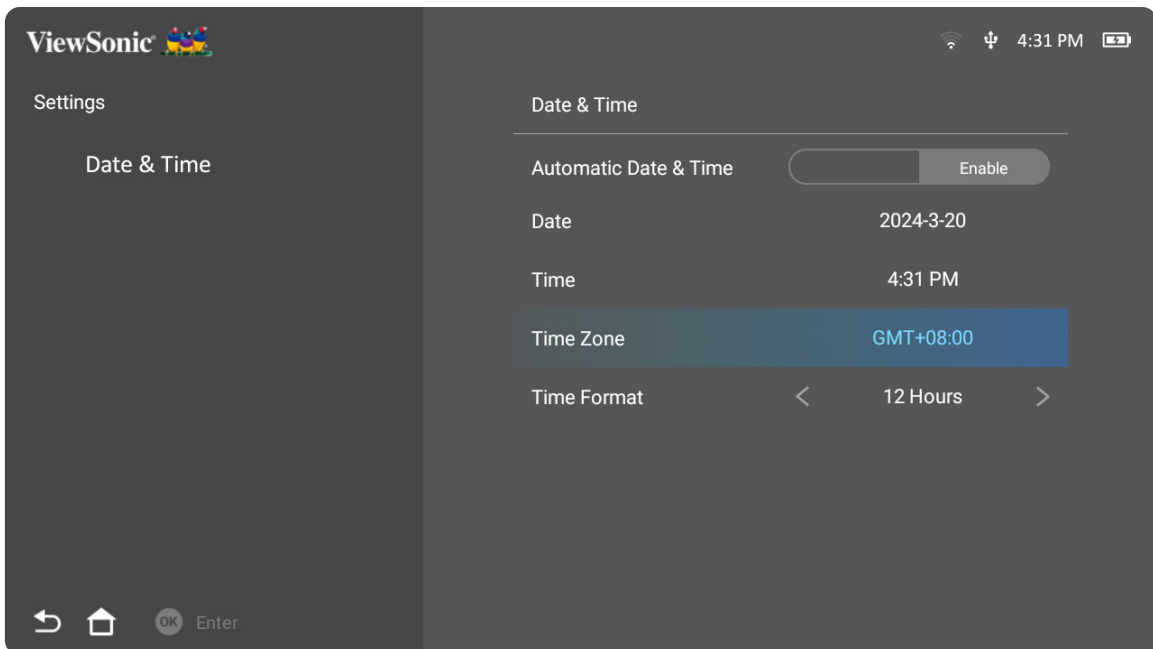 ViewSonic
4:31 PM
Settings
Date & Time
Date & Time
Automatic Date & Time Enable
Date 2024-3-20
Time 4:31 PM
Time Zone GMT+08:00
Time Format < 12 Hours >
OK Enter